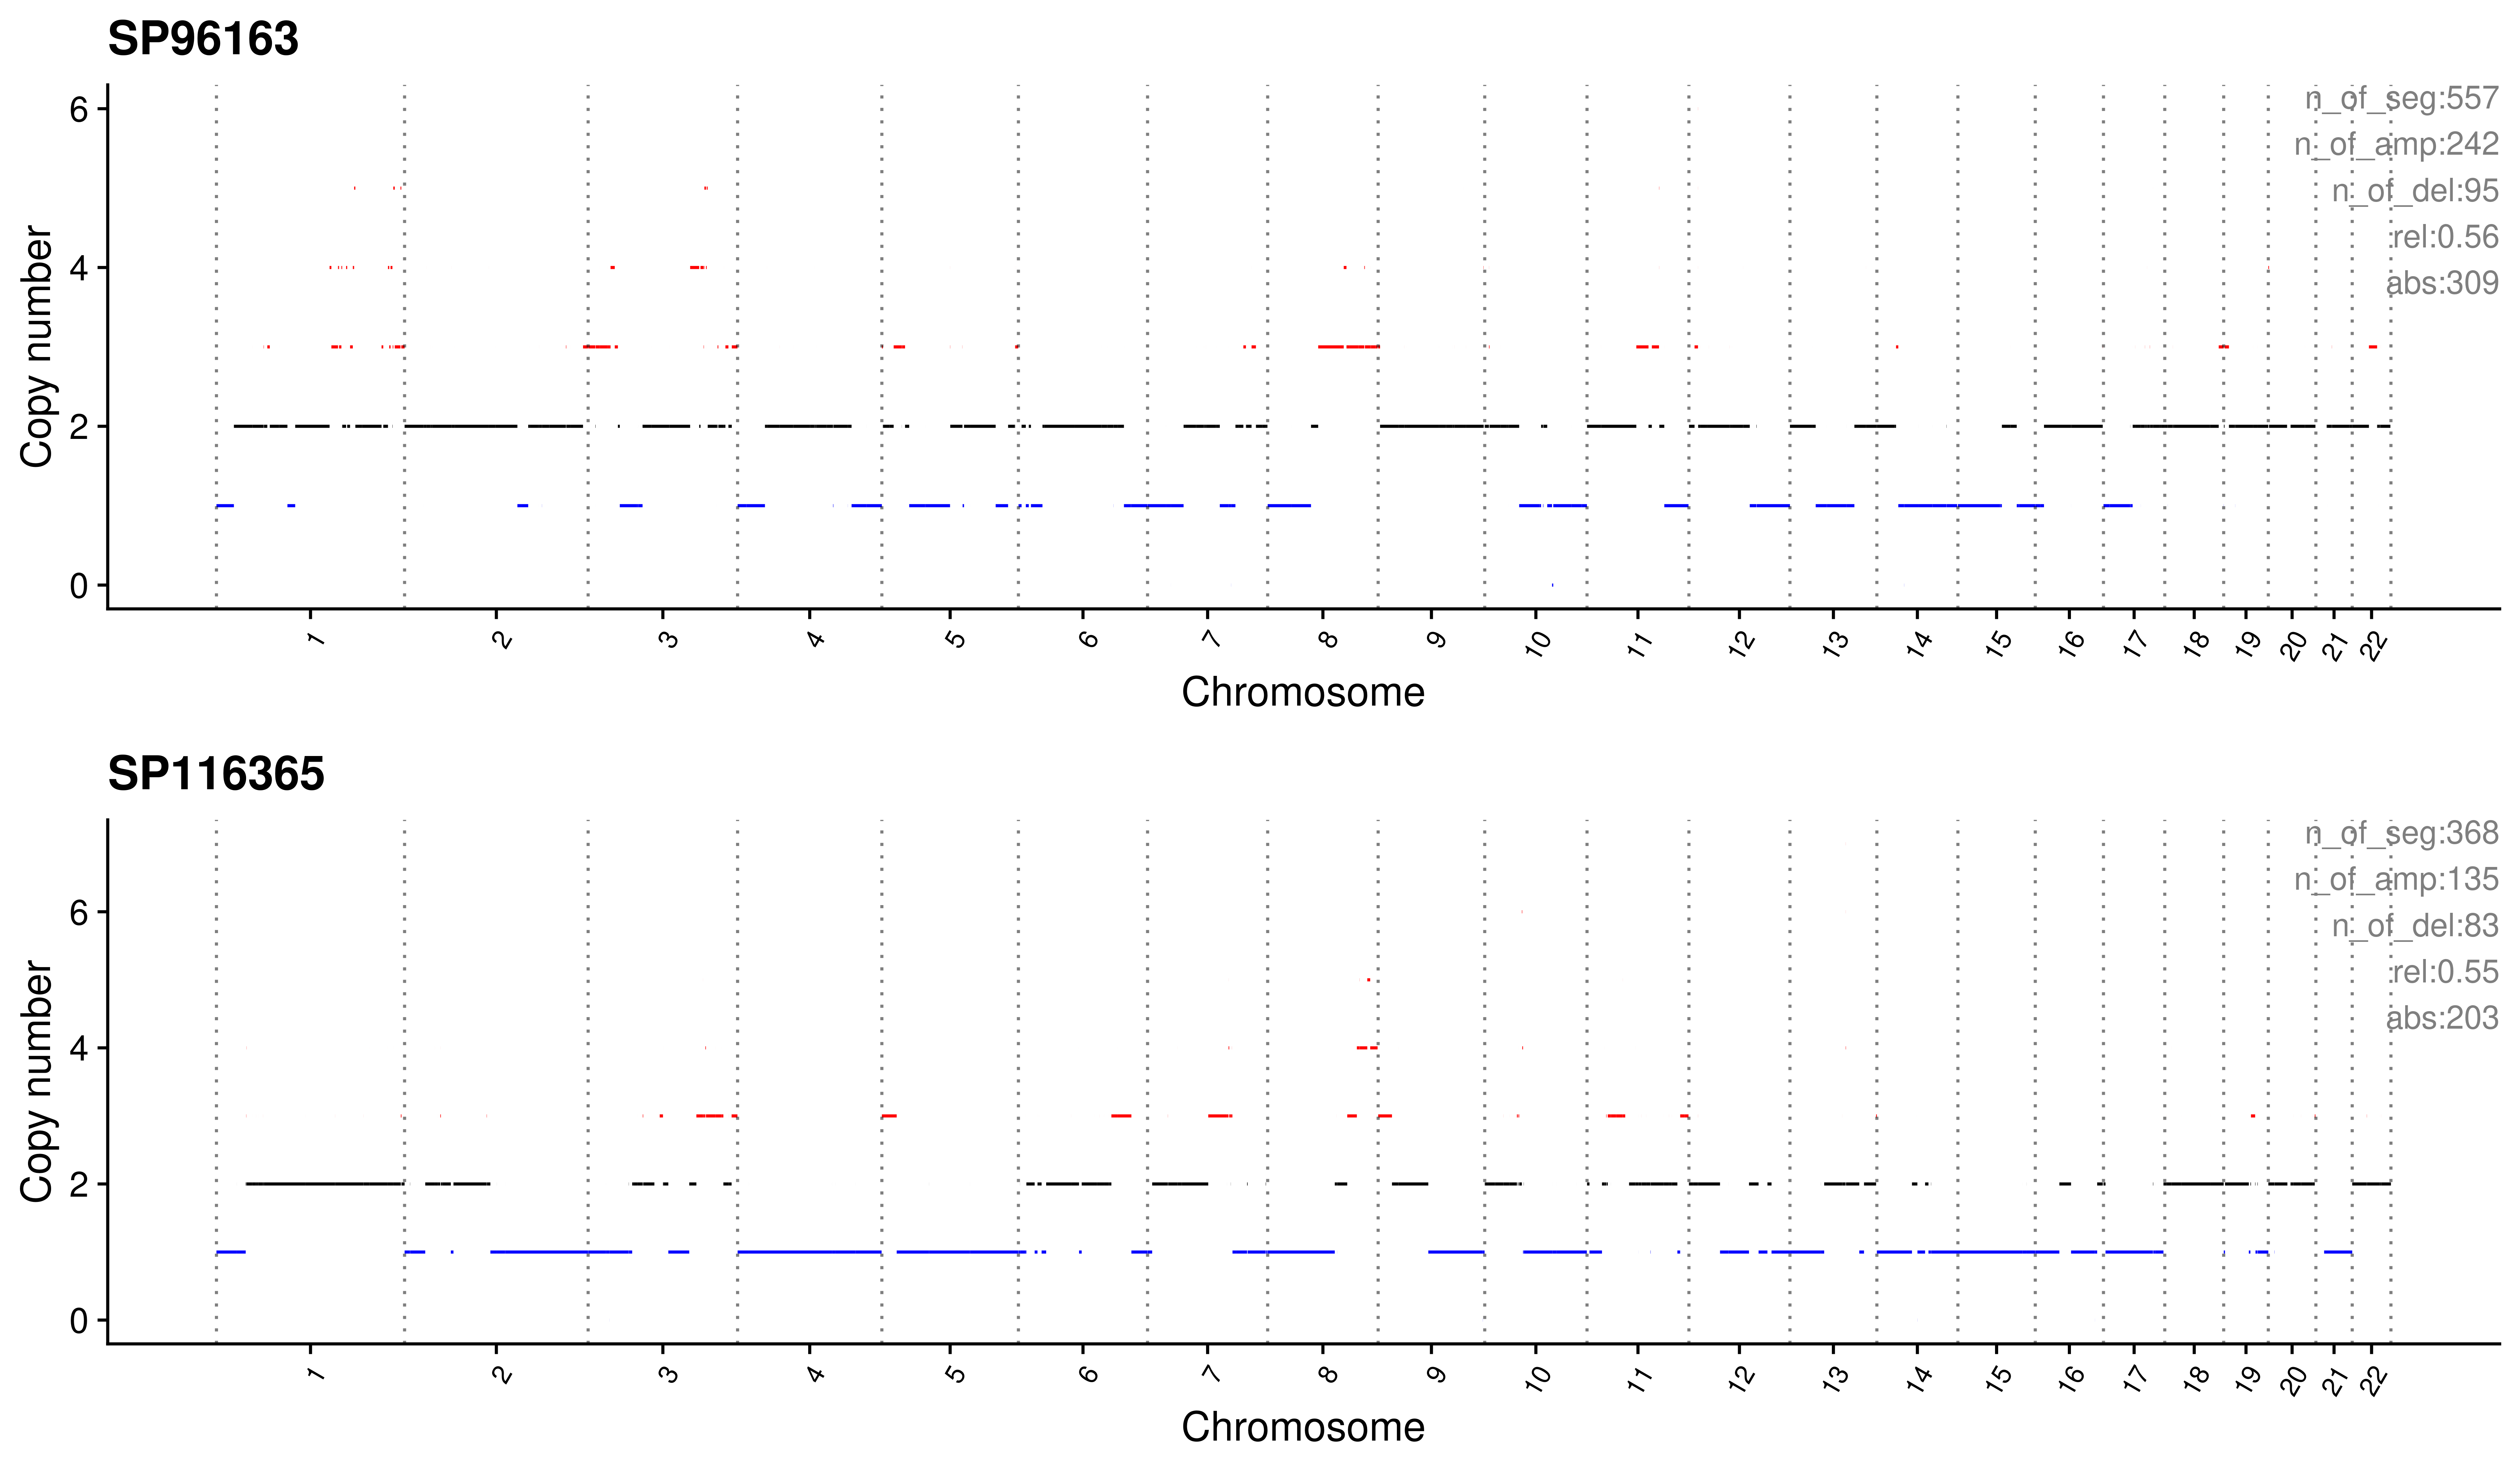 SP96163
n_of_seg:557
n_of_amp:242
n_of_del:95
rel:0.56
abs:309
6
4
2
0
Copy number
1 2 3 4 5 6 7 8 9 10 11 12 13 14 15 16 17 18 19 20 21 22
Chromosome
SP116365
n_of_seg:368
n_of_amp:135
n_of_del:83
rel:0.55
abs:203
6
4
2
0
Copy number
1 2 3 4 5 6 7 8 9 10 11 12 13 14 15 16 17 18 19 20 21 22
Chromosome